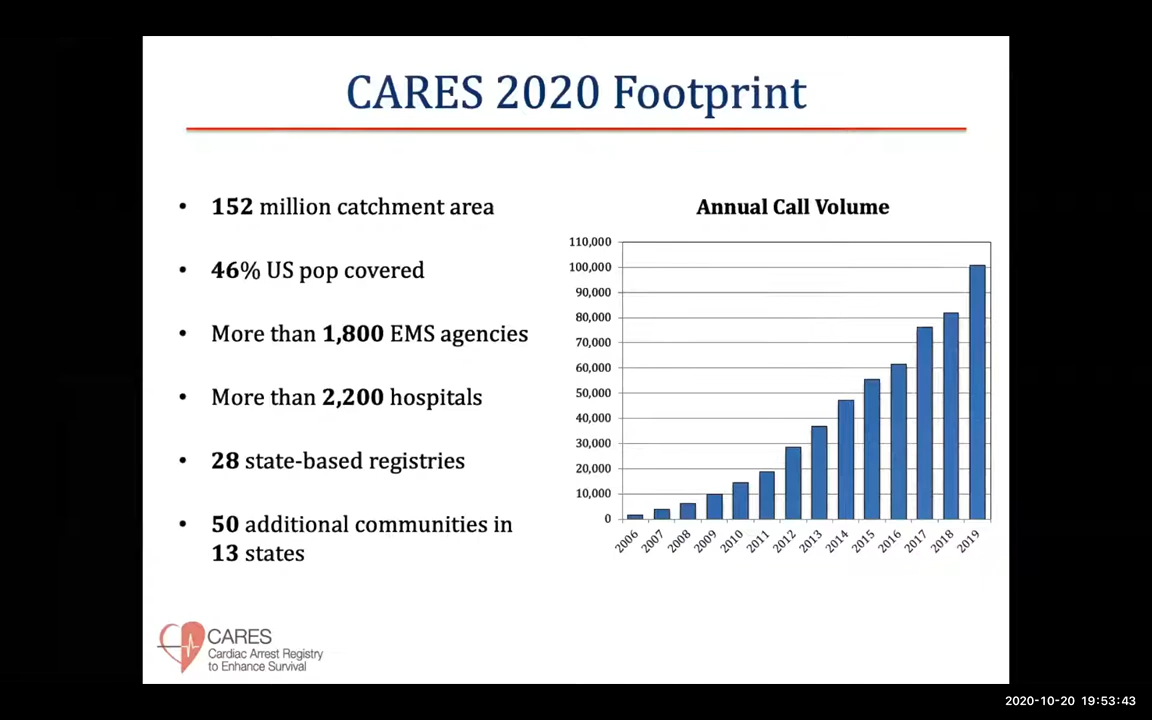 CARES 2020 Footprint
• 152 million catchment area
• 46% US pop covered
• More than 1,800 EMS agencies
• More than 2,200 hospitals
• 28 state-based registries
• 50 additional communities in
13 states
Annual Call Volume
110,000
100,000
90,000
80,000
70,000
60,000
50,000
40,000
30,000
20,000
10,000
0
2006 2007 2008 2009 2010 2011 2012 2013 2014 2015 2016 2017 2018 2019
CARES
Cardiac Arrest Registry
to Enhance Survival
2020-10-20 19:53:43